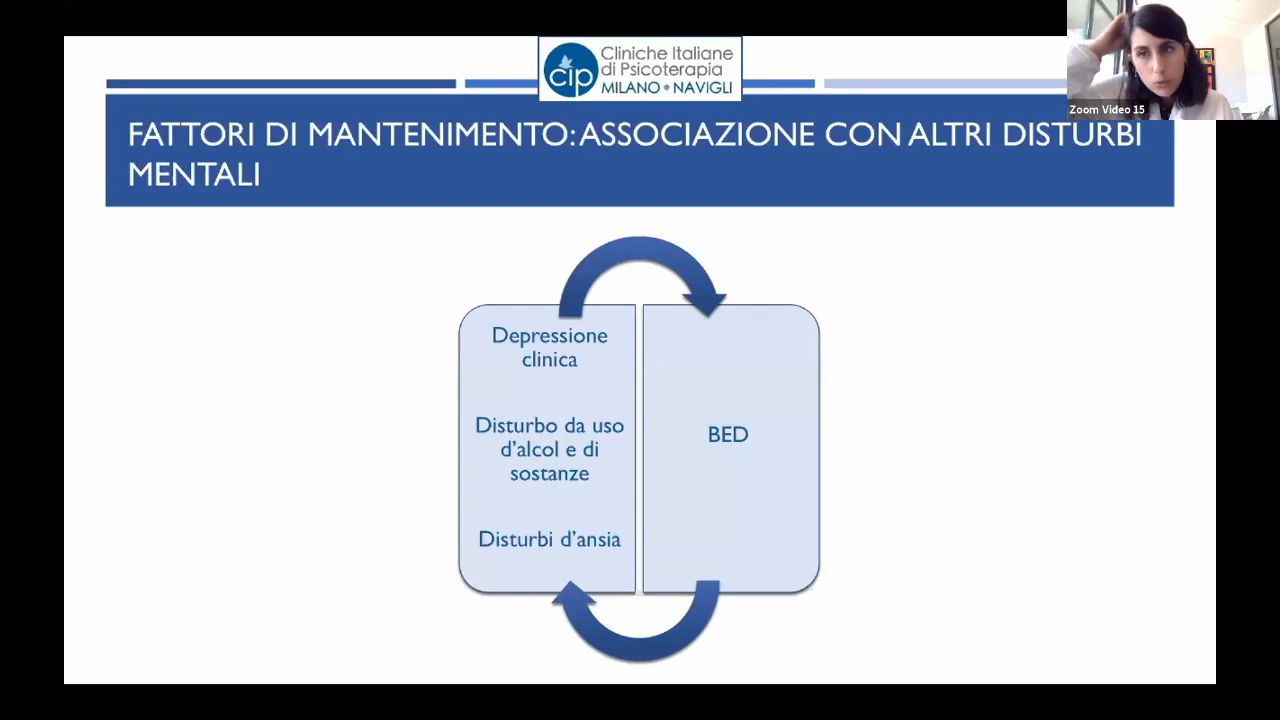 Cliniche Italiane
di Psicoterapia
cip
MILANO • NAVIGLI
Zoom Video 15
FATTORI DI MANTENIMENTO: ASSOCIAZIONE CON ALTRI DISTURBI
MENTALI
Depressione
clinica
Disturbo da uso
d'alcol e di
sostanze
Disturbi d'ansia
BED